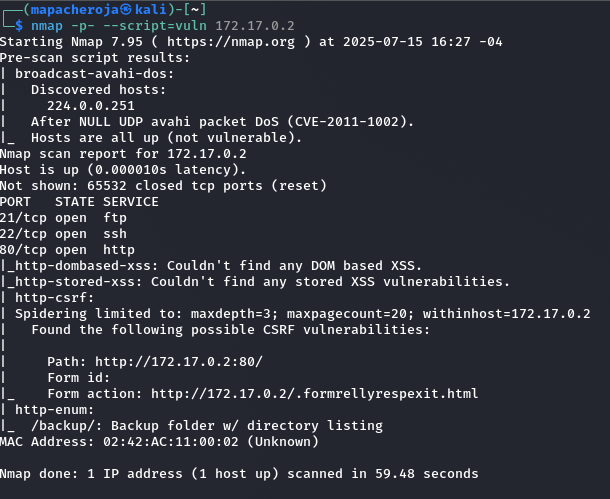 (mapacheroja㉿kali)-[~]
$ nmap -p- --script=vuln 172.17.0.2
Starting Nmap 7.95 ( https://nmap.org ) at 2025-07-15 16:27 -04
Pre-scan script results:
| broadcast-avahi-dos:
|   Discovered hosts:
|     224.0.0.251
|   After NULL UDP avahi packet DoS (CVE-2011-1002).
|_  Hosts are all up (not vulnerable).
Nmap scan report for 172.17.0.2
Host is up (0.000010s latency).
Not shown: 65532 closed tcp ports (reset)
PORT   STATE SERVICE
21/tcp open  ftp
22/tcp open  ssh
80/tcp open  http
|_http-dombased-xss: Couldn't find any DOM based XSS.
|_http-stored-xss: Couldn't find any stored XSS vulnerabilities.
| http-csrf:
| Spidering limited to: maxdepth=3; maxpagecount=20; withinhost=172.17.0.2
|   Found the following possible CSRF vulnerabilities:
|
|     Path: http://172.17.0.2:80/
|     Form id:
|_    Form action: http://172.17.0.2/.formrellyrespexit.html
| http-enum:
|_  /backup/: Backup folder w/ directory listing
MAC Address: 02:42:AC:11:00:02 (Unknown)
Nmap done: 1 IP address (1 host up) scanned in 59.48 seconds